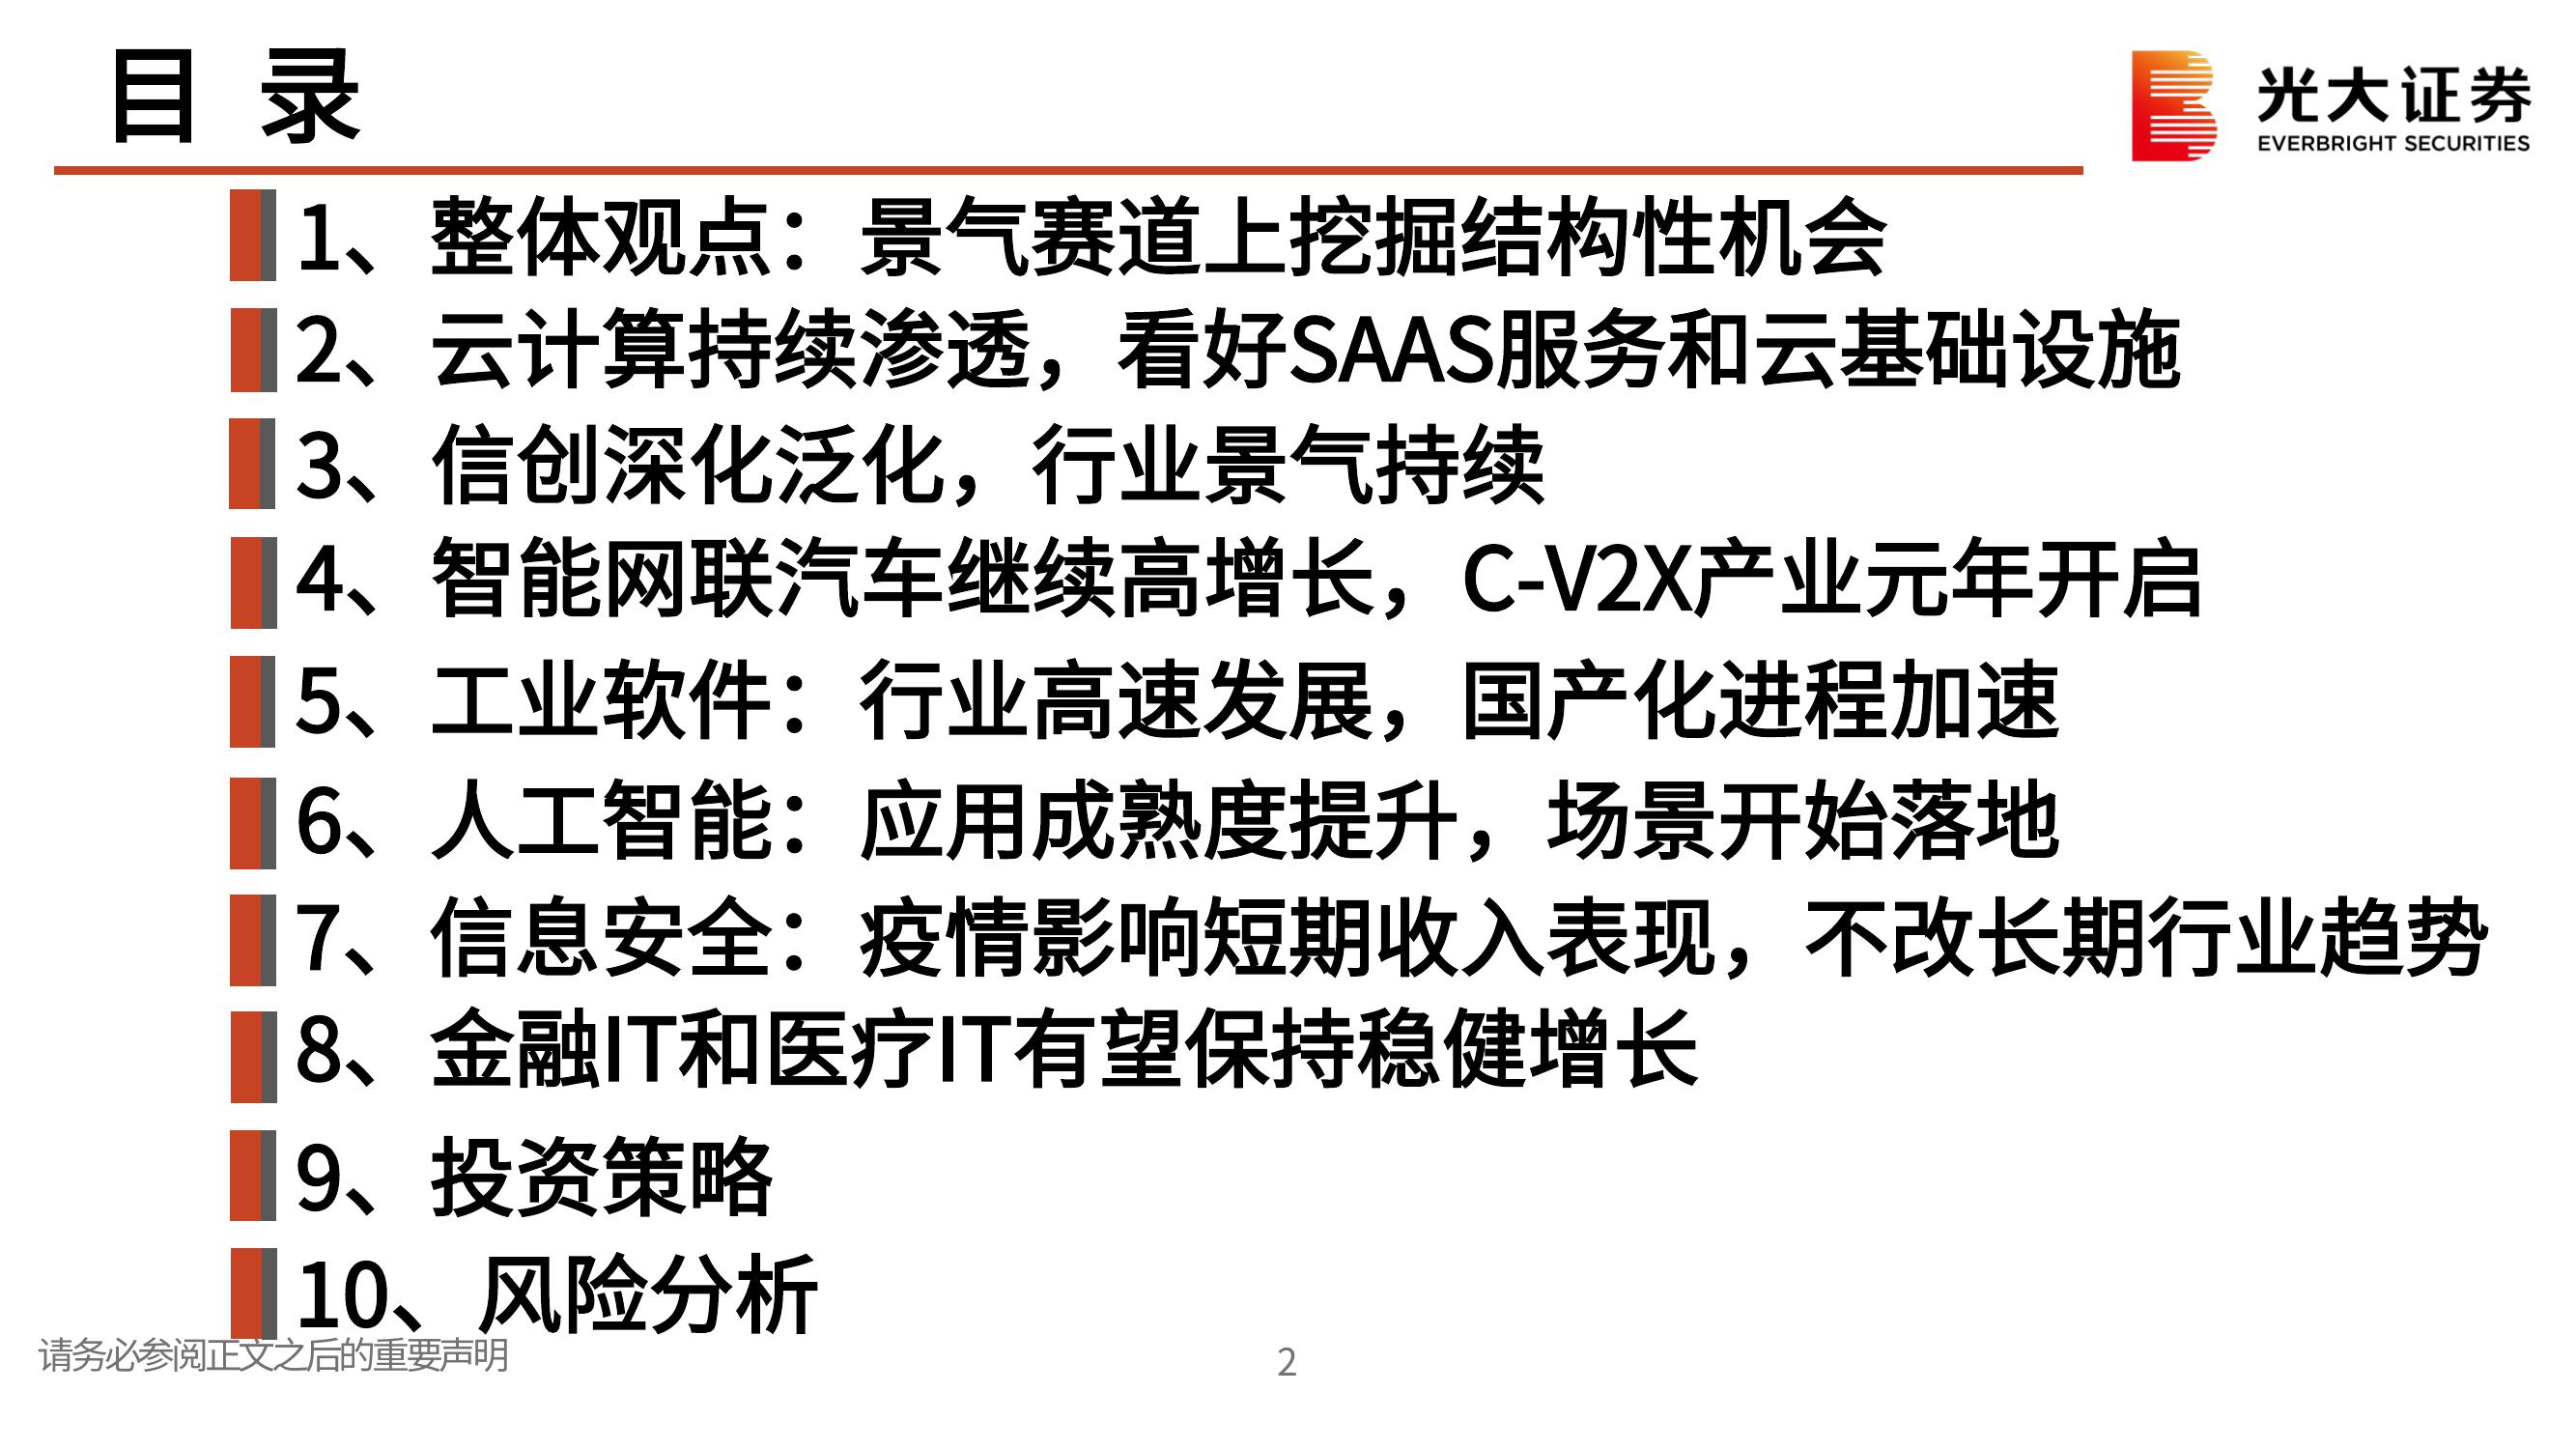 目 录
光大证券
EVERBRIGHT SECURITIES
1、整体观点：景气赛道上挖掘结构性机会
2、云计算持续渗透，看好SAAS服务和云基础设施
3、信创深化泛化，行业景气持续
4、智能网联汽车继续高增长，C-V2X产业元年开启
5、工业软件：行业高速发展，国产化进程加速
6、人工智能：应用成熟度提升，场景开始落地
7、信息安全：疫情影响短期收入表现，不改长期行业趋势
8、金融IT和医疗IT有望保持稳健增长
9、投资策略
10、风险分析
请务必参阅正文之后的重要声明
2